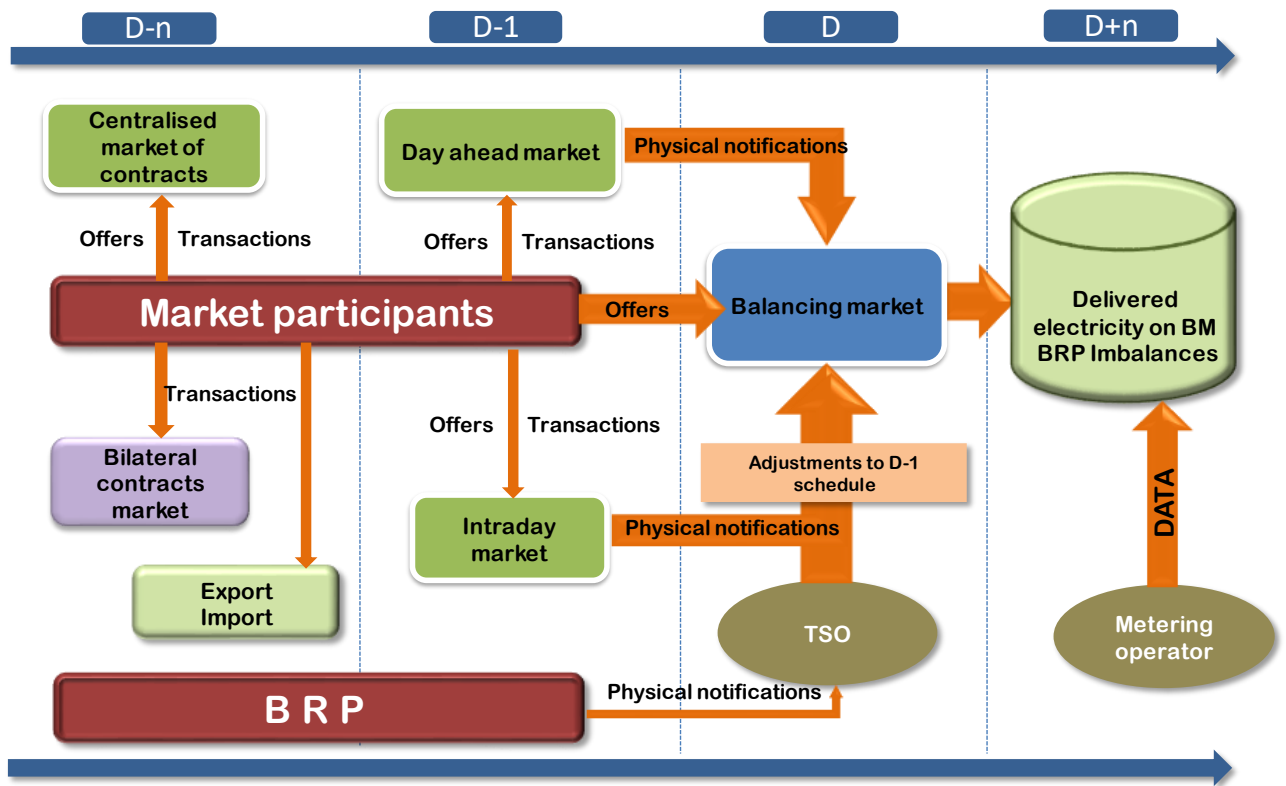 D-n
D-1
D
D+n
Centralised
market of
contracts
Day ahead market
Physical notifications
Offers
Transactions
Offers
Transactions
Market participants
Offers
Balancing market
Delivered
electricity on BM
BRP Imbalances
Transactions
Offers
Transactions
Bilateral
contracts
market
Adjustments to D-1
schedule
Intraday
market
Physical notifications
DATA
Export
Import
TSO
Metering
operator
B R P
Physical notifications